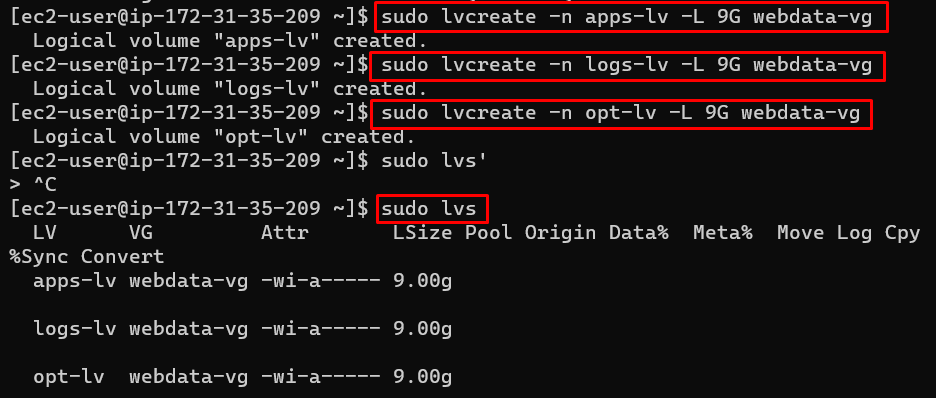 [ec2-user@ip-172-31-35-209 ~]$ sudo lvcreate -n apps-lv -L 9G webdata-vg
  Logical volume "apps-lv" created.
[ec2-user@ip-172-31-35-209 ~]$ sudo lvcreate -n logs-lv -L 9G webdata-vg
  Logical volume "logs-lv" created.
[ec2-user@ip-172-31-35-209 ~]$ sudo lvcreate -n opt-lv -L 9G webdata-vg
  Logical volume "opt-lv" created.
[ec2-user@ip-172-31-35-209 ~]$ sudo lvs'
> ^C
[ec2-user@ip-172-31-35-209 ~]$ sudo lvs
  LV      VG         Attr       LSize Pool Origin Data%  Meta%  Move Log Cpy
%Sync Convert
  apps-lv webdata-vg -wi-a----- 9.00g
  logs-lv webdata-vg -wi-a----- 9.00g
  opt-lv  webdata-vg -wi-a----- 9.00g